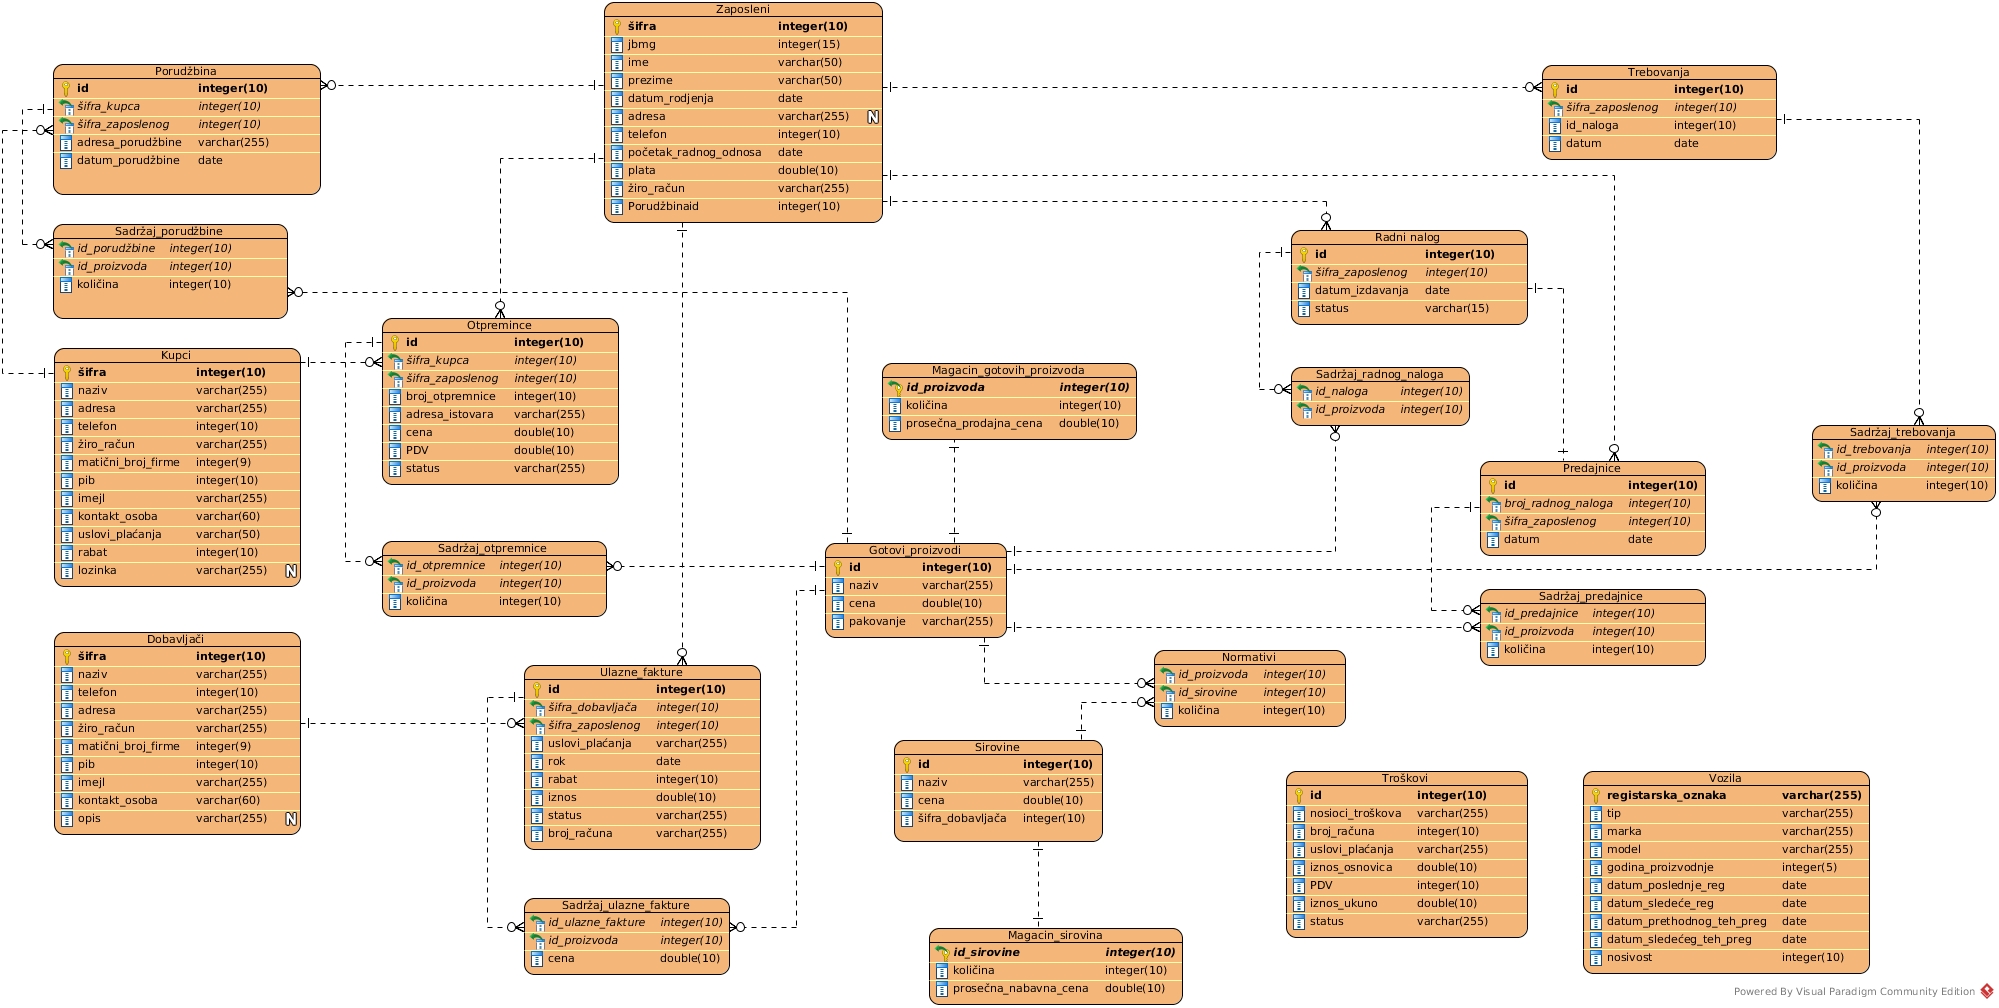 Zaposleni
šifra integer(10)
jbmg integer(15)
ime varchar(50)
prezime varchar(50)
datum_rodjenja date
adresa varchar(255) N
telefon integer(10)
početak_radnog_odnosa date
plata double(10)
žiro_račun varchar(255)
Porudžbinaid integer(10)
Porudžbina
id integer(10)
šifra_kupca integer(10)
šifra_zaposlenog integer(10)
adresa_porudžbine varchar(255)
datum_porudžbine date
Trebovanja
id integer(10)
šifra_zaposlenog integer(10)
id_naloga integer(10)
datum date
Sadržaj_porudžbine
id_porudžbine integer(10)
id_proizvoda integer(10)
količina integer(10)
Radni nalog
id integer(10)
šifra_zaposlenog integer(10)
datum_izdavanja date
status varchar(15)
Otpremince
id integer(10)
šifra_kupca integer(10)
šifra_zaposlenog integer(10)
broj_otpremnice integer(10)
adresa_istovara varchar(255)
cena double(10)
PDV double(10)
status varchar(255)
Kupci
šifra integer(10)
naziv varchar(255)
adresa varchar(255)
telefon integer(10)
žiro_račun varchar(255)
matični_broj_firme integer(9)
pib integer(10)
imejl varchar(255)
kontakt_osoba varchar(60)
uslovi_plaćanja varchar(50)
rabat integer(10)
lozinka varchar(255) N
Magacin_gotovih_proizvoda
id_proizvoda integer(10)
količina integer(10)
prosečna_prodajna_cena double(10)
Sadržaj_radnog_naloga
id_naloga integer(10)
id_proizvoda integer(10)
Sadržaj_trebovanja
id_trebovanja integer(10)
id_proizvoda integer(10)
količina integer(10)
Predajnice
id integer(10)
broj_radnog_naloga integer(10)
šifra_zaposlenog integer(10)
datum date
Sadržaj_otpremnice
id_otpremnice integer(10)
id_proizvoda integer(10)
količina integer(10)
Gotovi_proizvodi
id integer(10)
naziv varchar(255)
cena double(10)
pakovanje varchar(255)
Sadržaj_predajnice
id_predajnice integer(10)
id_proizvoda integer(10)
količina integer(10)
Dobavljači
šifra integer(10)
naziv varchar(255)
telefon integer(10)
adresa varchar(255)
žiro_račun varchar(255)
matični_broj_firme integer(9)
pib integer(10)
imejl varchar(255)
kontakt_osoba varchar(60)
opis varchar(255) N
Ulazne_fakture
id integer(10)
šifra_dobavljača integer(10)
šifra_zaposlenog integer(10)
uslovi_plaćanja varchar(255)
rok date
rabat integer(10)
iznos double(10)
status varchar(255)
broj_računa varchar(255)
Normativi
id_proizvoda integer(10)
id_sirovine integer(10)
količina integer(10)
Sirovine
id integer(10)
naziv varchar(255)
cena double(10)
šifra_dobavljača integer(10)
Troškovi
id integer(10)
nosioci_troškova varchar(255)
broj_računa integer(10)
uslovi_plaćanja varchar(255)
iznos_osnovica double(10)
PDV integer(10)
iznos_ukuno double(10)
status varchar(255)
Vozila
registarska_oznaka varchar(255)
tip varchar(255)
marka varchar(255)
model varchar(255)
godina_proizvodnje integer(5)
datum_poslednje_reg date
datum_sledeće_reg date
datum_prethodnog_teh_preg date
datum_sledećeg_teh_preg date
nosivost integer(10)
Sadržaj_ulazne_fakture
id_ulazne_fakture integer(10)
id_proizvoda integer(10)
cena double(10)
Magacin_sirovina
id_sirovine integer(10)
količina integer(10)
prosečna_nabavna_cena double(10)
Powered By Visual Paradigm Community Edition